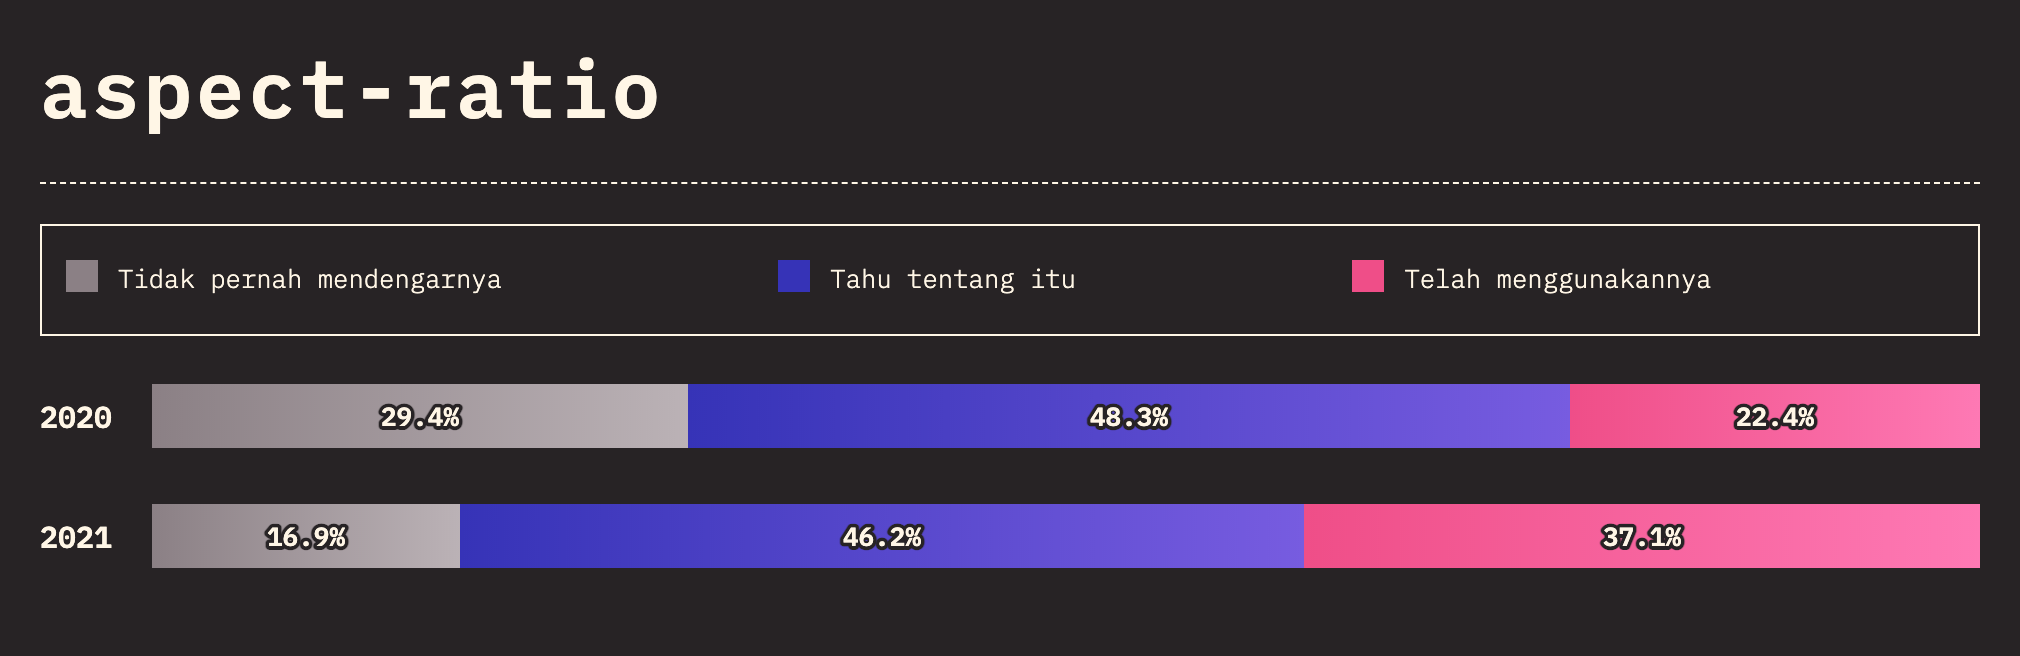 aspect-ratio
Tidak pernah mendengarnya Tahu tentang itu Telah menggunakannya
2020 29.4% 48.3% 22.4%
2021 16.9% 46.2% 37.1%